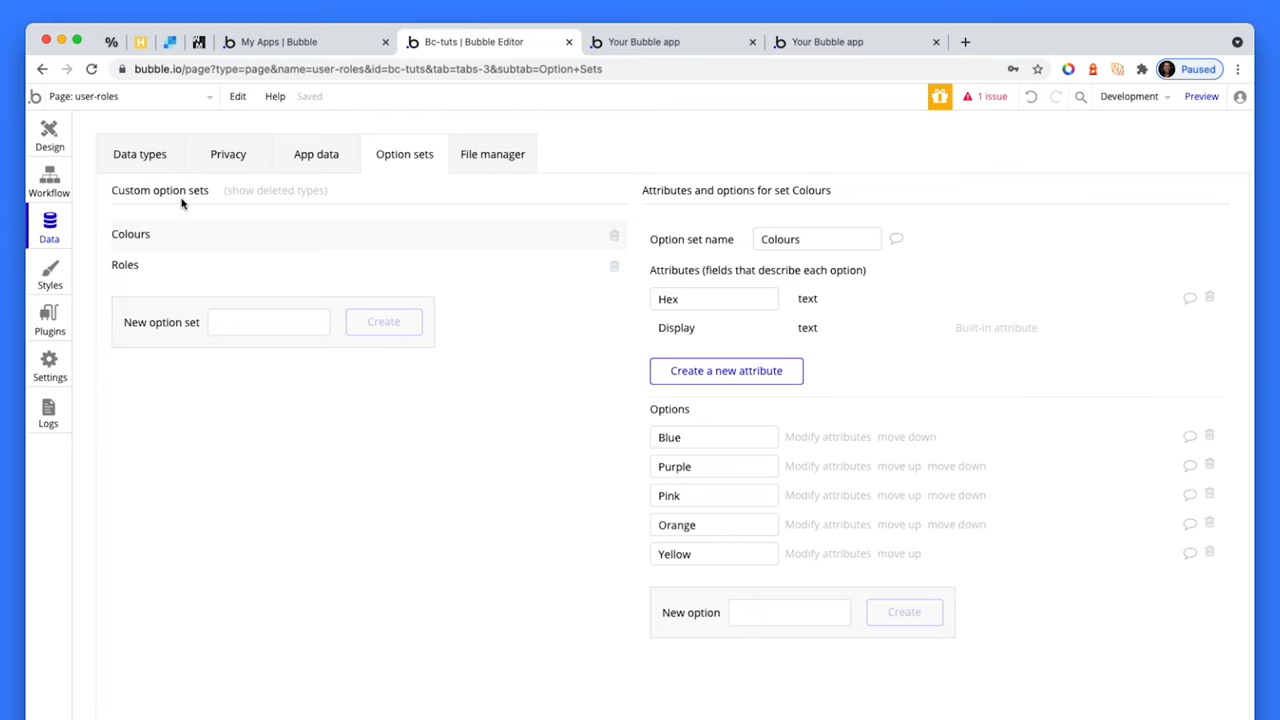 My Apps | Bubble
Bc-tuts | Bubble Editor
Your Bubble app
Your Bubble app
bubble.io/page?type=page&name=user-roles&id=bc-tuts&tab=tabs-3&subtab=Option+Sets
Paused
Page: user-roles
Edit
Help
Saved
1 issue
Development
Preview
Design
Workflow
Data
Styles
Plugins
Settings
Logs
Data types
Privacy
App data
Option sets
File manager
Custom option sets (show deleted types)
Colours
Roles
New option set
Create
Attributes and options for set Colours
Option set name Colours
Attributes (fields that describe each option)
Hex text
Display text Built-in attribute
Create a new attribute
Options
Blue Modify attributes move down
Purple Modify attributes move up move down
Pink Modify attributes move up move down
Orange Modify attributes move up move down
Yellow Modify attributes move up
New option Create